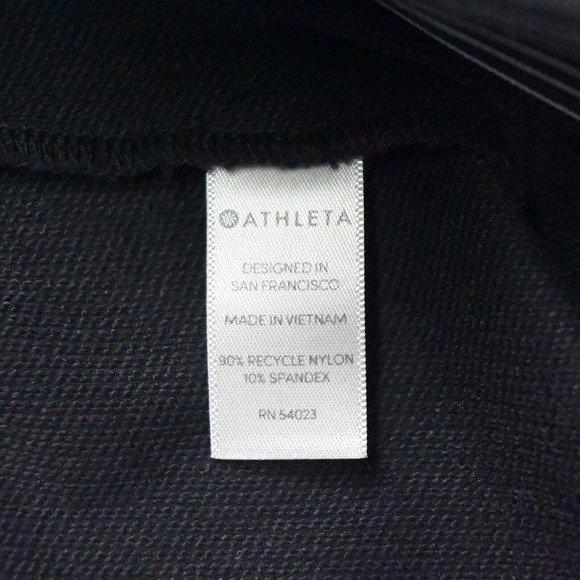 ATHLETA
DESIGNED IN
SAN FRANCISCO
MADE IN VIETNAM
90% RECYCLE NYLON
10% SPANDEX
RN 54023